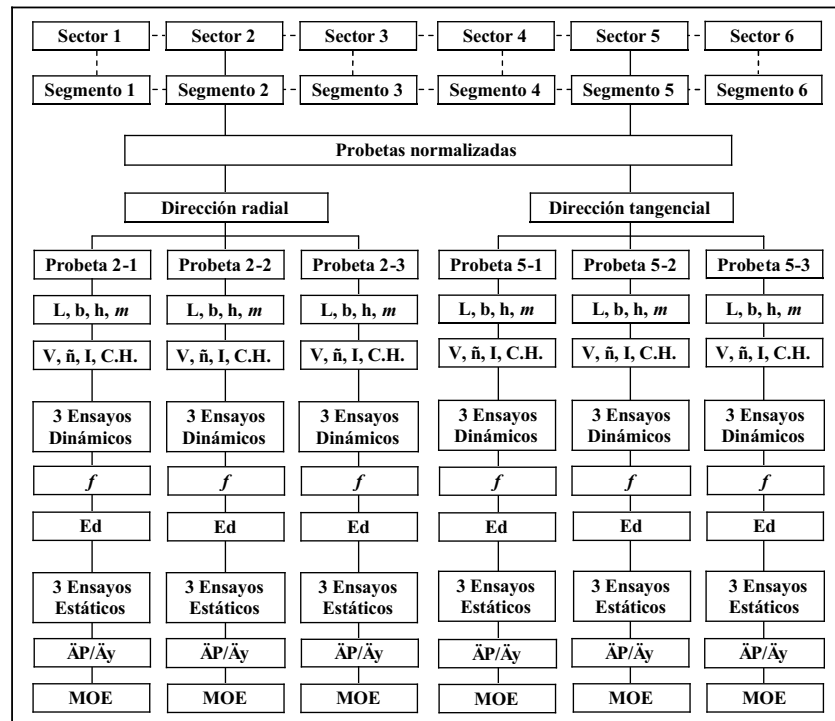 Sector 1 Sector 2 Sector 3 Sector 4 Sector 5 Sector 6
Segmento 1 Segmento 2 Segmento 3 Segmento 4 Segmento 5 Segmento 6
Probetas normalizadas
Dirección radial Dirección tangencial
Probeta 2-1 Probeta 2-2 Probeta 2-3 Probeta 5-1 Probeta 5-2 Probeta 5-3
L, b, h, m L, b, h, m L, b, h, m L, b, h, m L, b, h, m L, b, h, m
V, ñ, I, C.H. V, ñ, I, C.H. V, ñ, I, C.H. V, ñ, I, C.H. V, ñ, I, C.H. V, ñ, I, C.H.
3 Ensayos 3 Ensayos 3 Ensayos 3 Ensayos 3 Ensayos 3 Ensayos
Dinámicos Dinámicos Dinámicos Dinámicos Dinámicos Dinámicos
f f f f f f
Ed Ed Ed Ed Ed Ed
3 Ensayos 3 Ensayos 3 Ensayos 3 Ensayos 3 Ensayos 3 Ensayos
Estáticos Estáticos Estáticos Estáticos Estáticos Estáticos
ÄP/Äy ÄP/Äy ÄP/Äy ÄP/Äy ÄP/Äy ÄP/Äy
MOE MOE MOE MOE MOE MOE